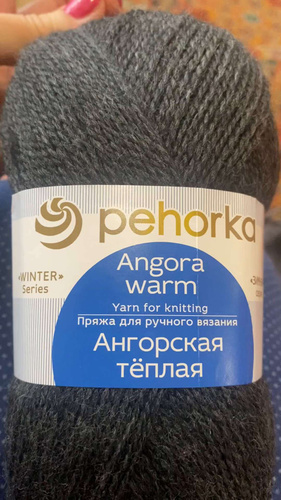 pehorka
«WINTER»
Series
Angora
warm
Yarn for knitting
Пряжа для ручного вязания
Ангорская
тёплая